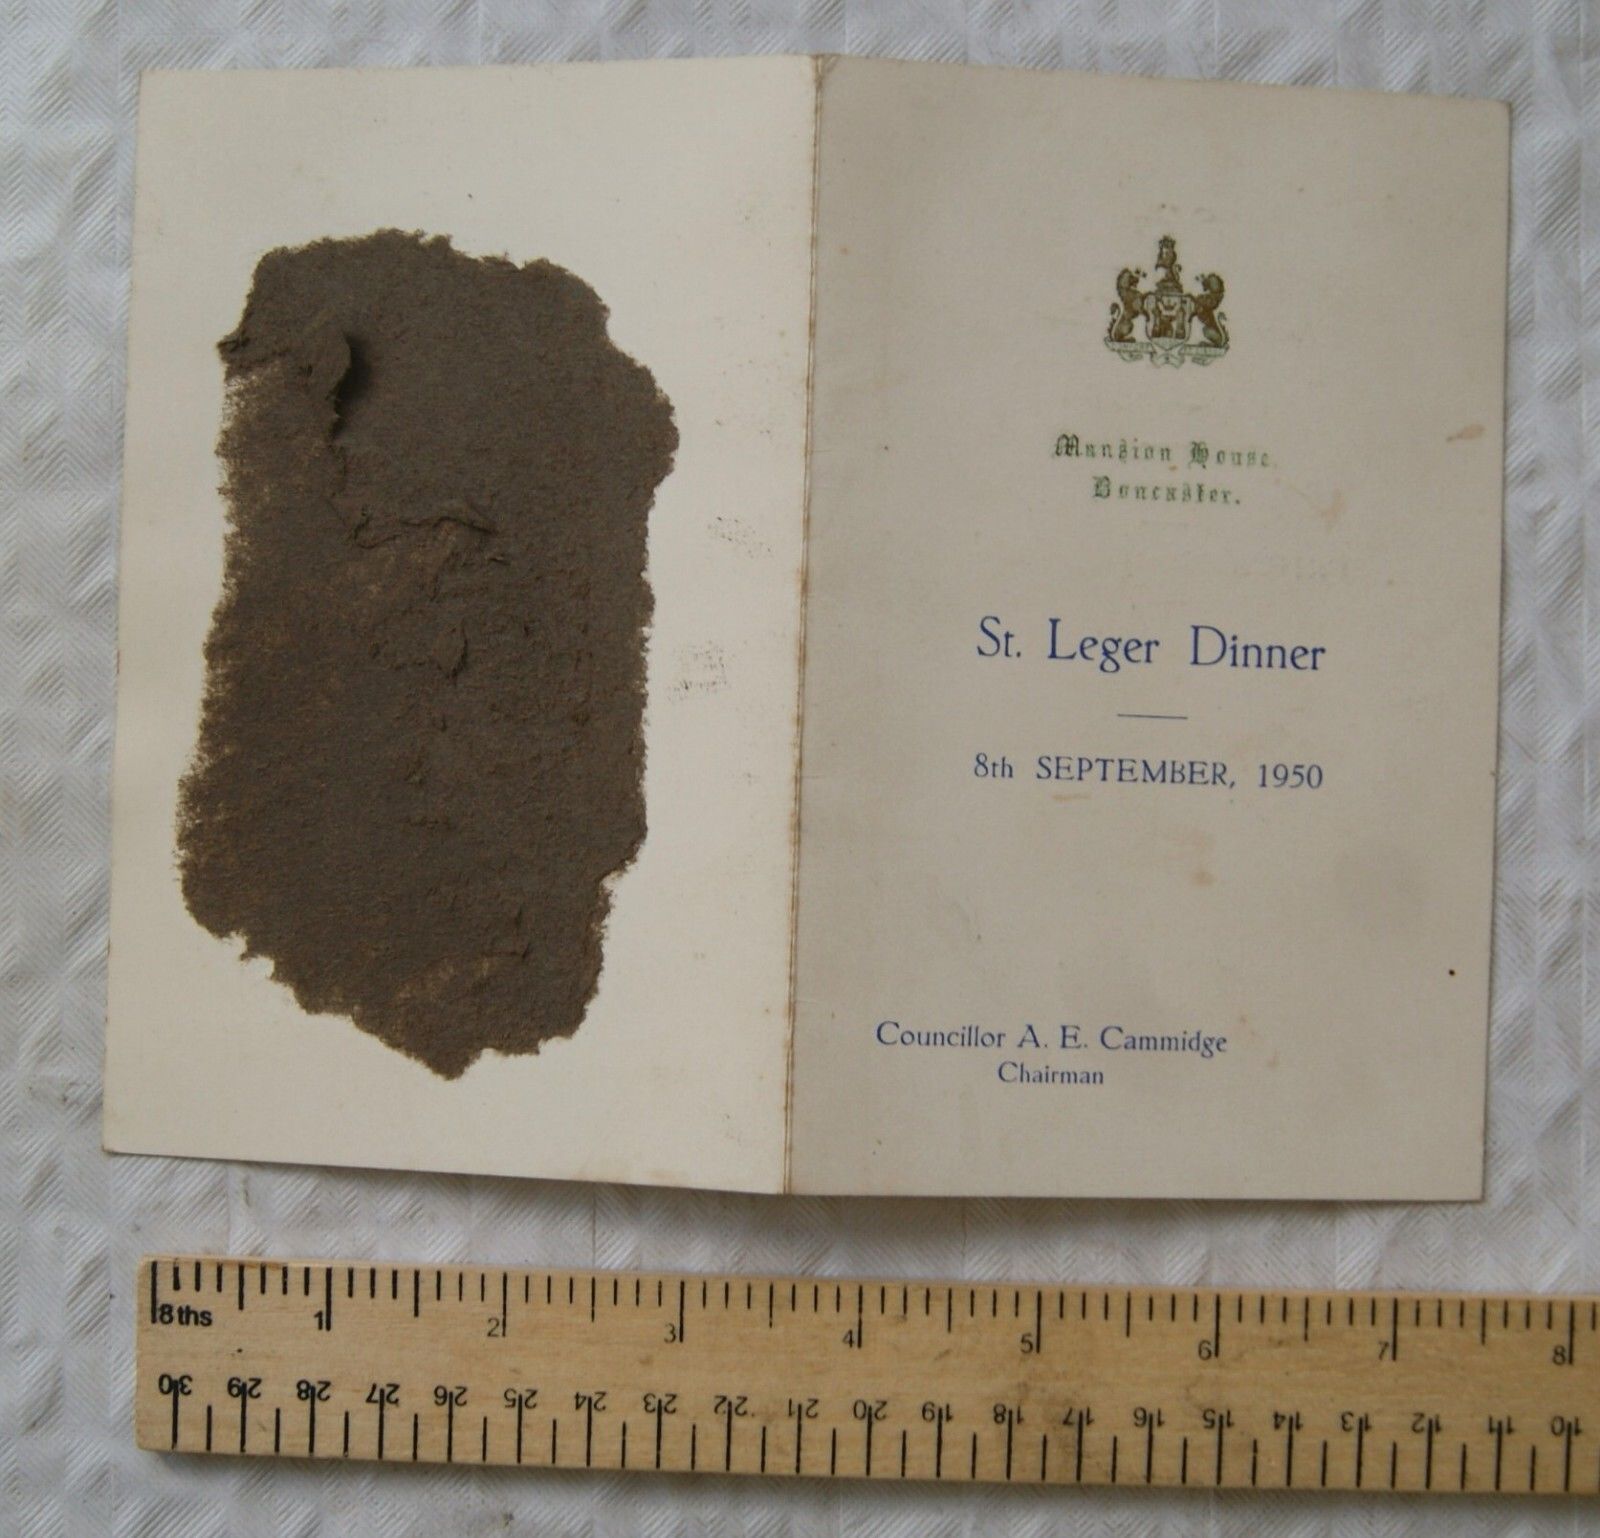 Mansion House,
Doncaster.
St. Leger Dinner
8th SEPTEMBER, 1950
Councillor A. E. Cammidge
Chairman
8ths 1 2 3 4 5 6 7 8
30 29 28 27 26 25 24 23 22 21 20 19 18 17 16 15 14 13 12 11 10